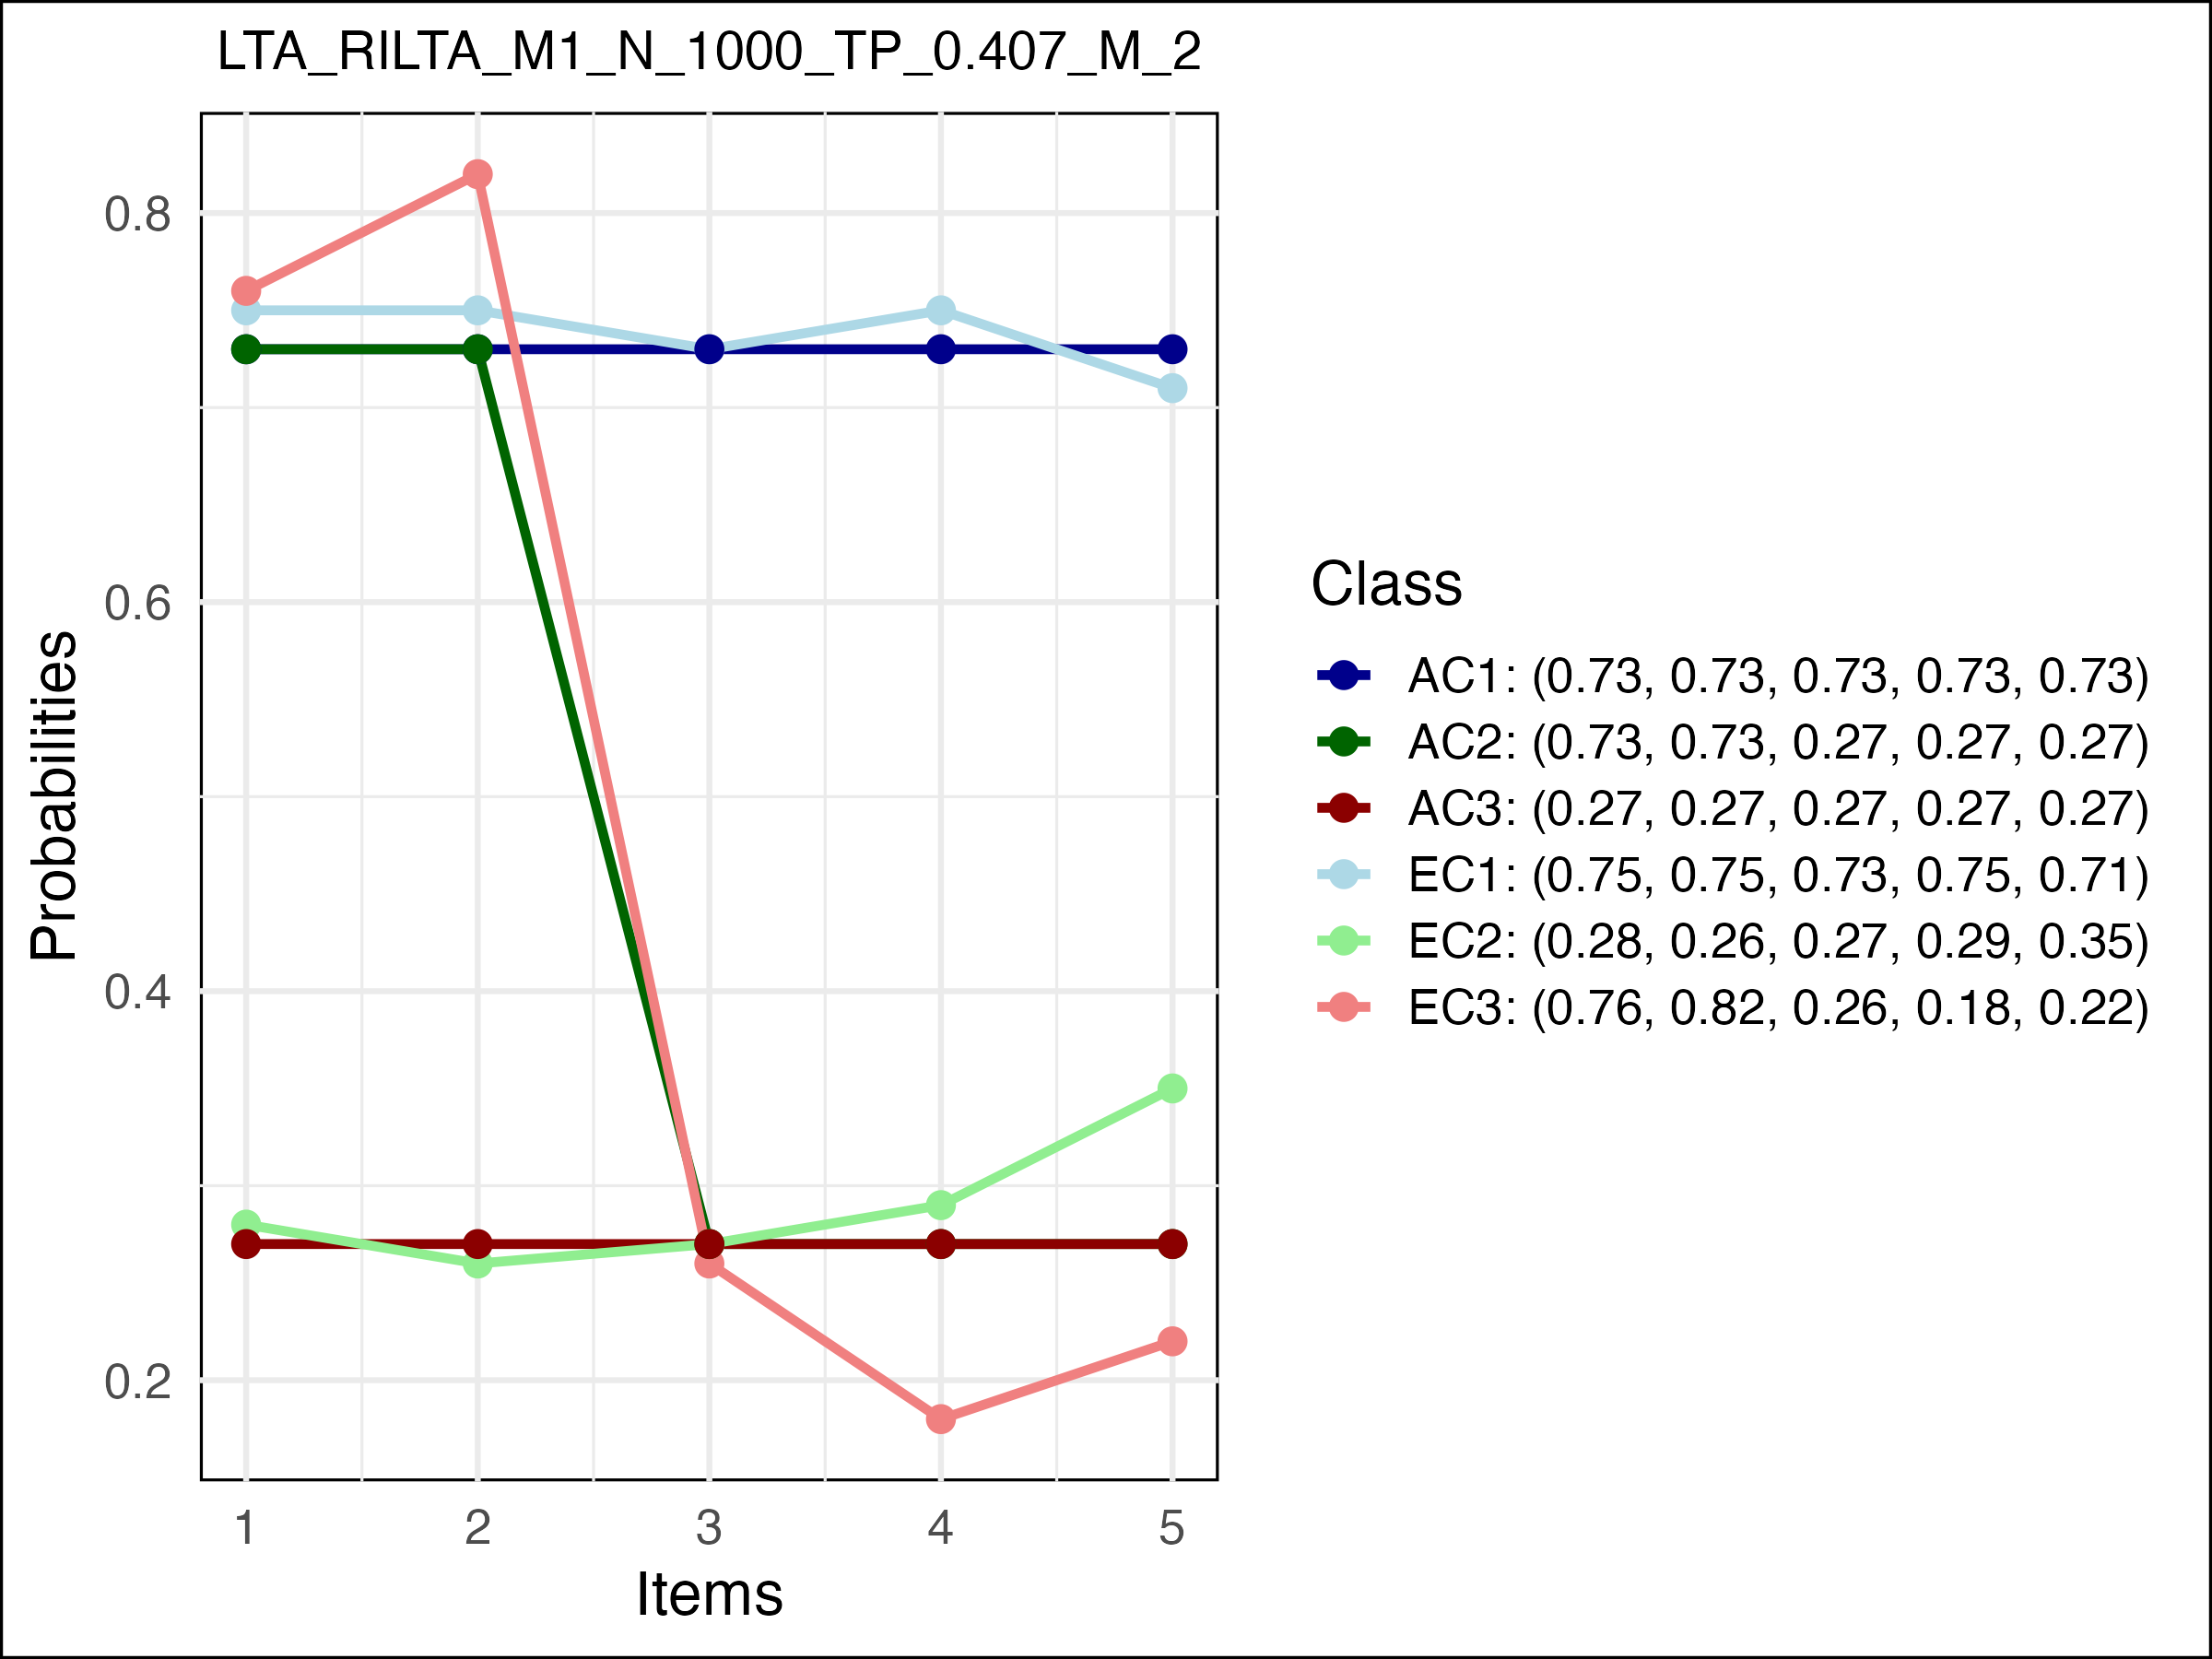 LTA_RILTA_M1_N_1000_TP_0.407_M_2
Probabilities
0.8
0.6
0.4
0.2
1 2 3 4 5
Items
Class
AC1: (0.73, 0.73, 0.73, 0.73, 0.73)
AC2: (0.73, 0.73, 0.27, 0.27, 0.27)
AC3: (0.27, 0.27, 0.27, 0.27, 0.27)
EC1: (0.75, 0.75, 0.73, 0.75, 0.71)
EC2: (0.28, 0.26, 0.27, 0.29, 0.35)
EC3: (0.76, 0.82, 0.26, 0.18, 0.22)